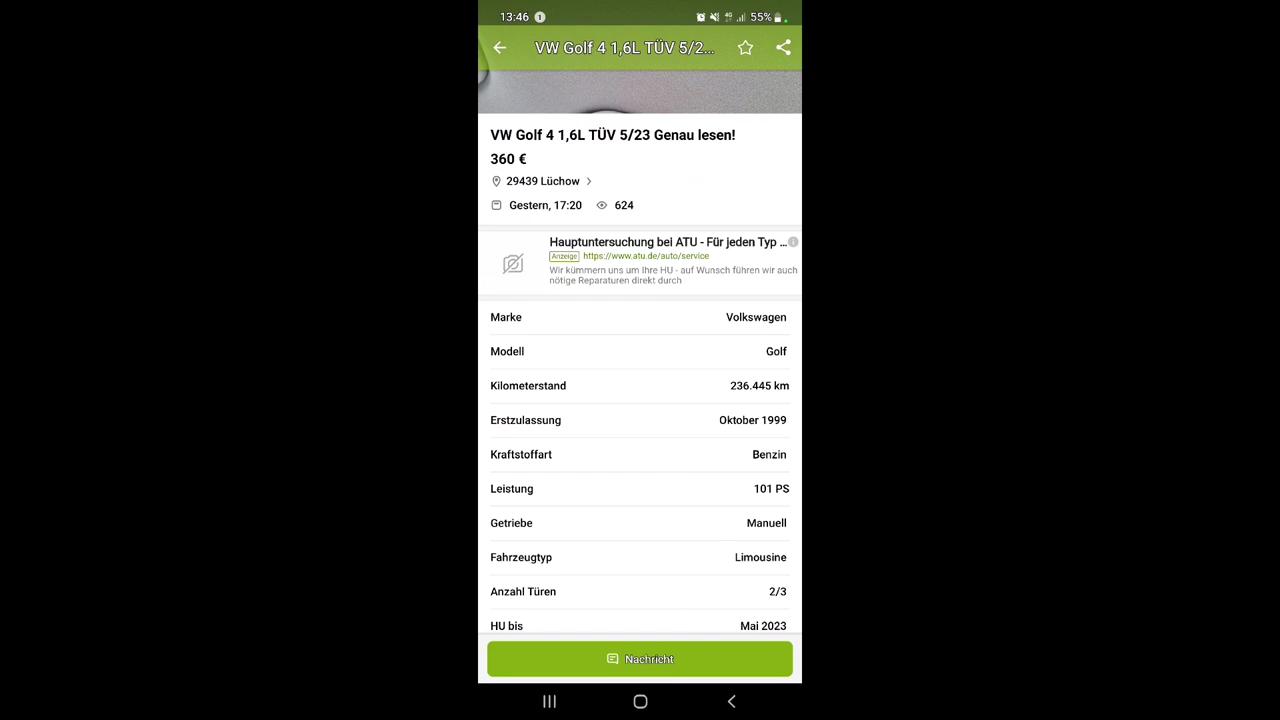 13:46 1 4G 55%
VW Golf 4 1,6L TÜV 5/2...
VW Golf 4 1,6L TÜV 5/23 Genau lesen!
360 €
29439 Lüchow
Gestern, 17:20 624
Hauptuntersuchung bei ATU - Für jeden Typ ...
Anzeige https://www.atu.de/auto/service
Wir kümmern uns um Ihre HU - auf Wunsch führen wir auch
nötige Reparaturen direkt durch
Marke Volkswagen
Modell Golf
Kilometerstand 236.445 km
Erstzulassung Oktober 1999
Kraftstoffart Benzin
Leistung 101 PS
Getriebe Manuell
Fahrzeugtyp Limousine
Anzahl Türen 2/3
HU bis Mai 2023
Nachricht